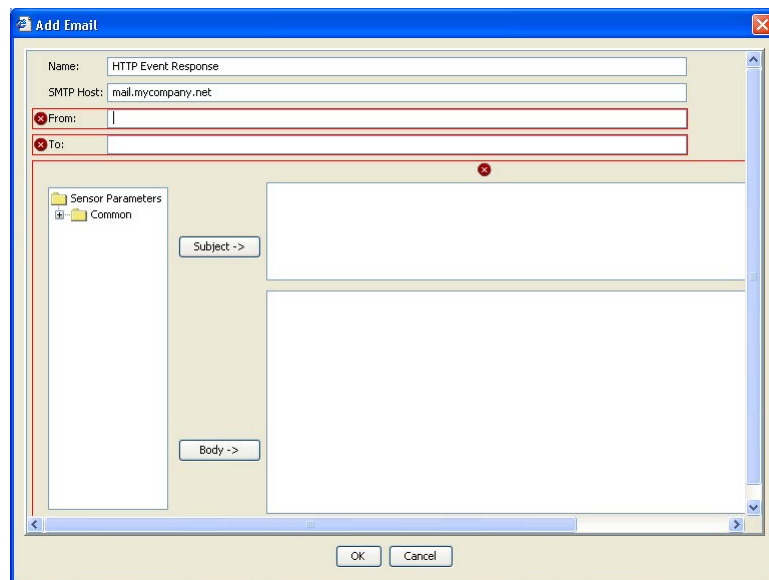 Add Email
Name: HTTP Event Response
SMTP Host: mail.mycompany.net
From:
To:
Sensor Parameters
Common
Subject ->
Body ->
OK Cancel